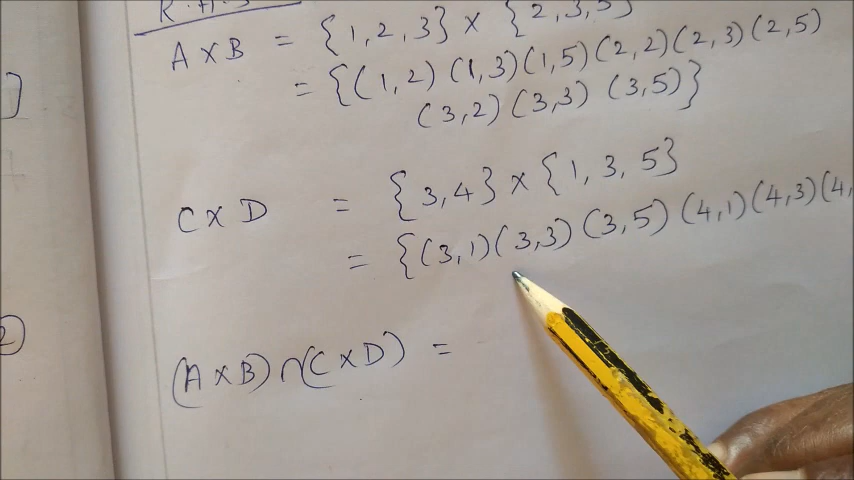 R.H.S
A X B = {1, 2, 3} x {2, 3, 5}
= {(1,2) (1,3) (1,5) (2,2) (2,3) (2,5)
(3,2) (3,3) (3,5)}
C X D = {3,4} x {1, 3, 5}
= {(3,1) (3,3) (3,5) (4,1) (4,3) (4,
(A X B) ∩ (C X D) =